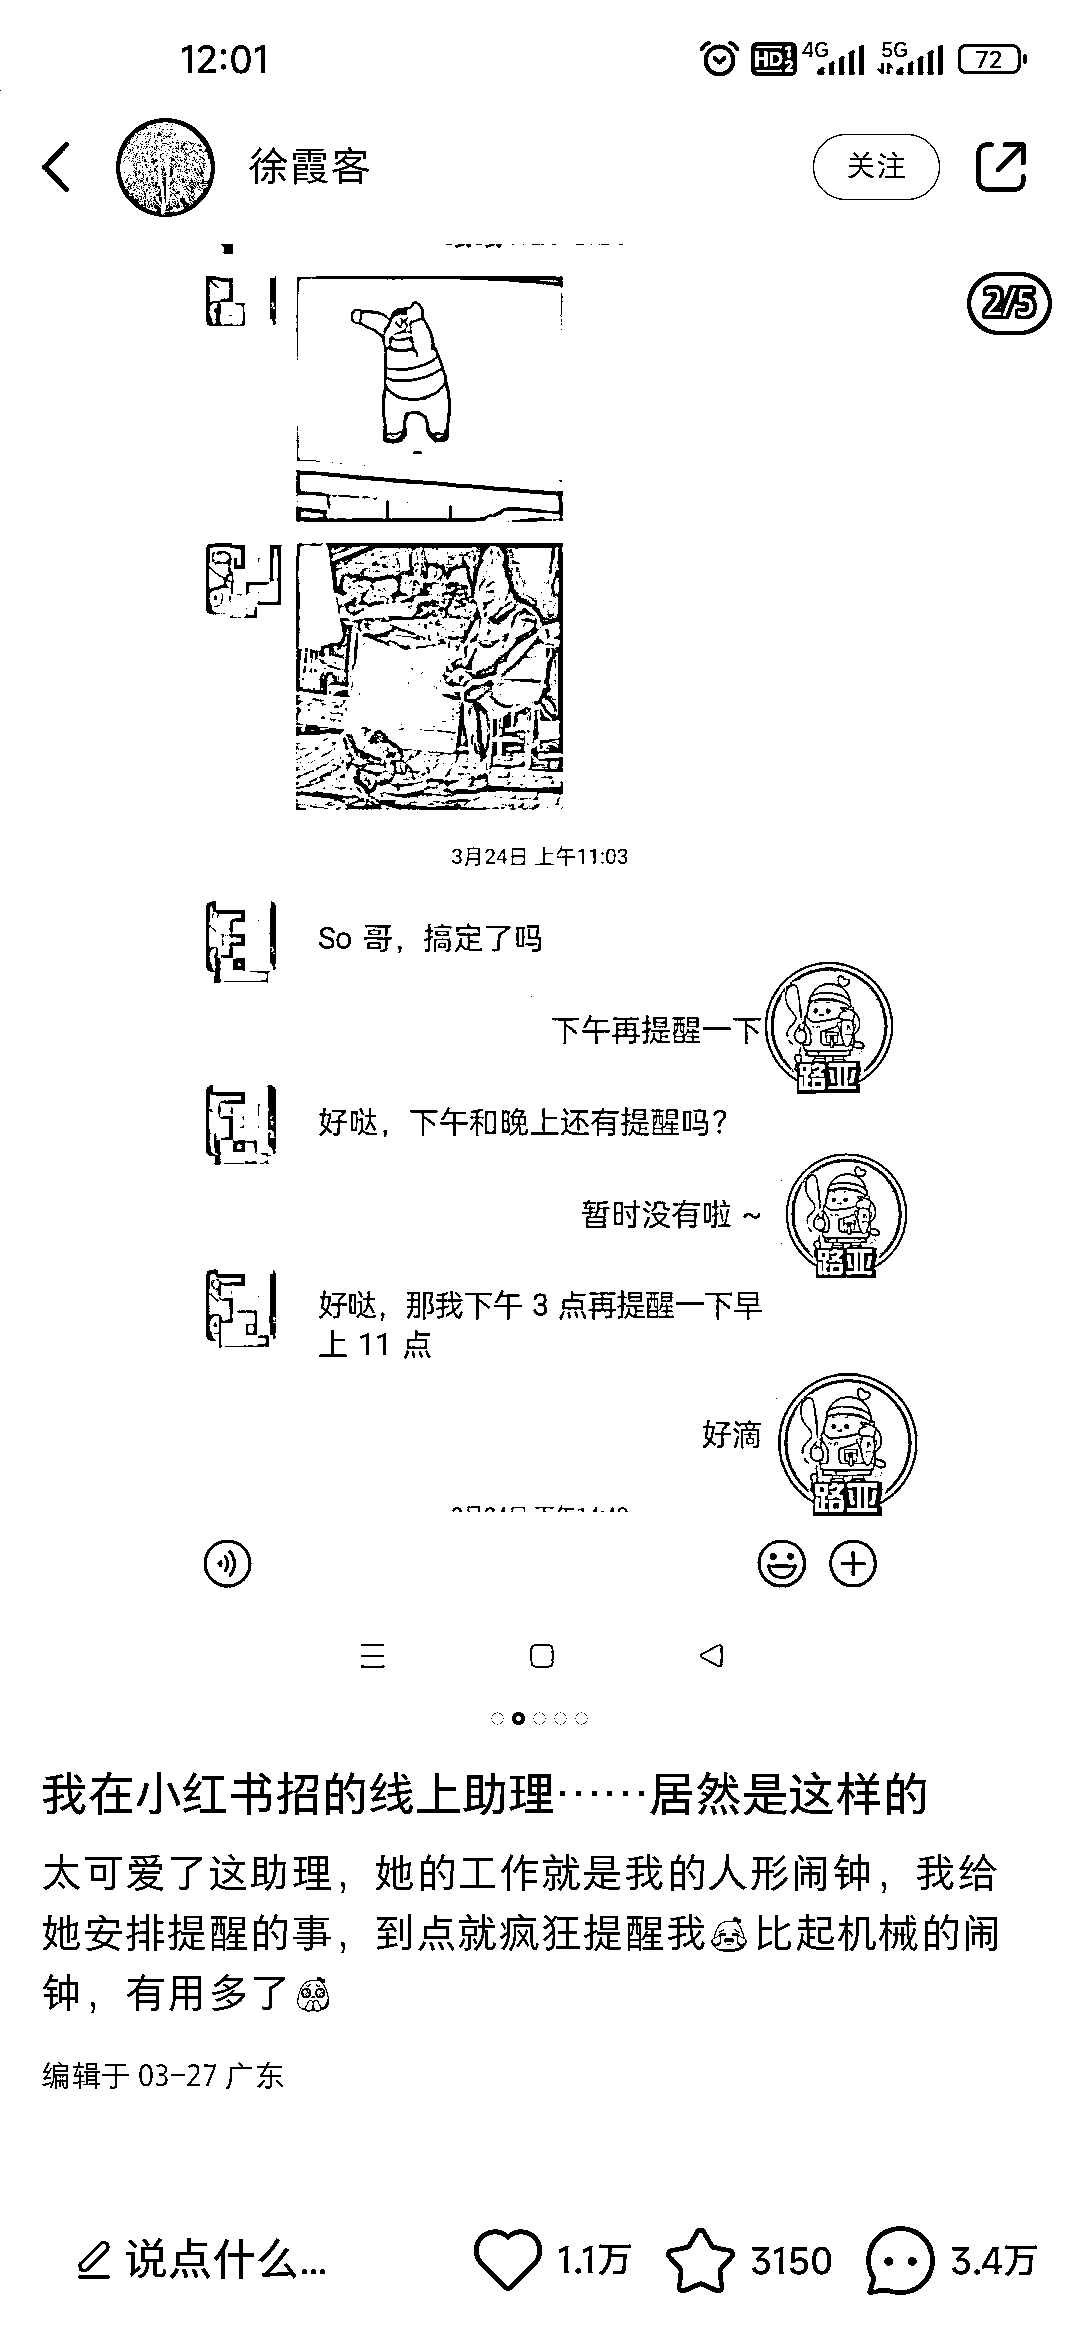 12:01
HD 1 2 4G 5G 72
徐霞客
关注
2/5
3月24日 上午11:03
So 哥，搞定了吗
下午再提醒一下
路亚
好哒，下午和晚上还有提醒吗？
暂时没有啦 ~
路亚
好哒，那我下午 3 点再提醒一下早
上 11 点
好滴
路亚
我在小红书招的线上助理……居然是这样的
太可爱了这助理，她的工作就是我的人形闹钟，我给
她安排提醒的事，到点就疯狂提醒我😭比起机械的闹
钟，有用多了
编辑于 03-27 广东
说点什么...
1.1万
3150
3.4万